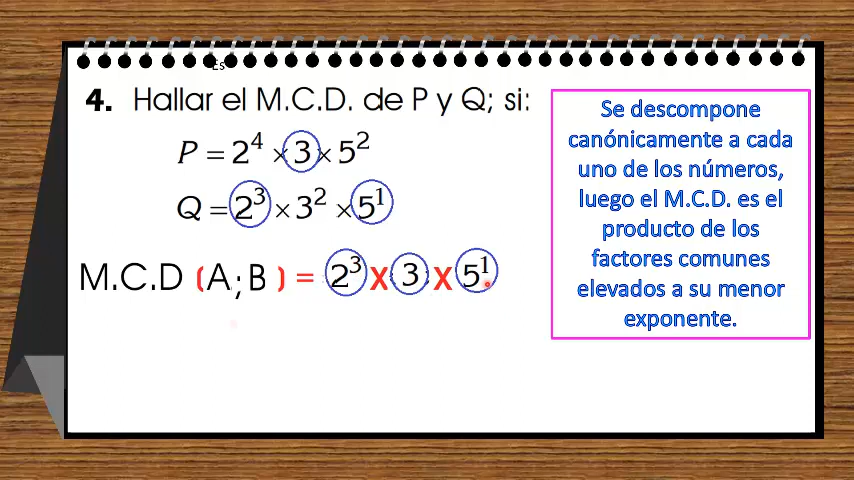 Es
4. Hallar el M.C.D. de P y Q; si:
P = 2⁴ × 3 × 5²
Q = 2³ × 3² × 5¹
M.C.D (A ; B) = 2³ X 3 X 5¹
Se descompone
canónicamente a cada
uno de los números,
luego el M.C.D. es el
producto de los
factores comunes
elevados a su menor
exponente.